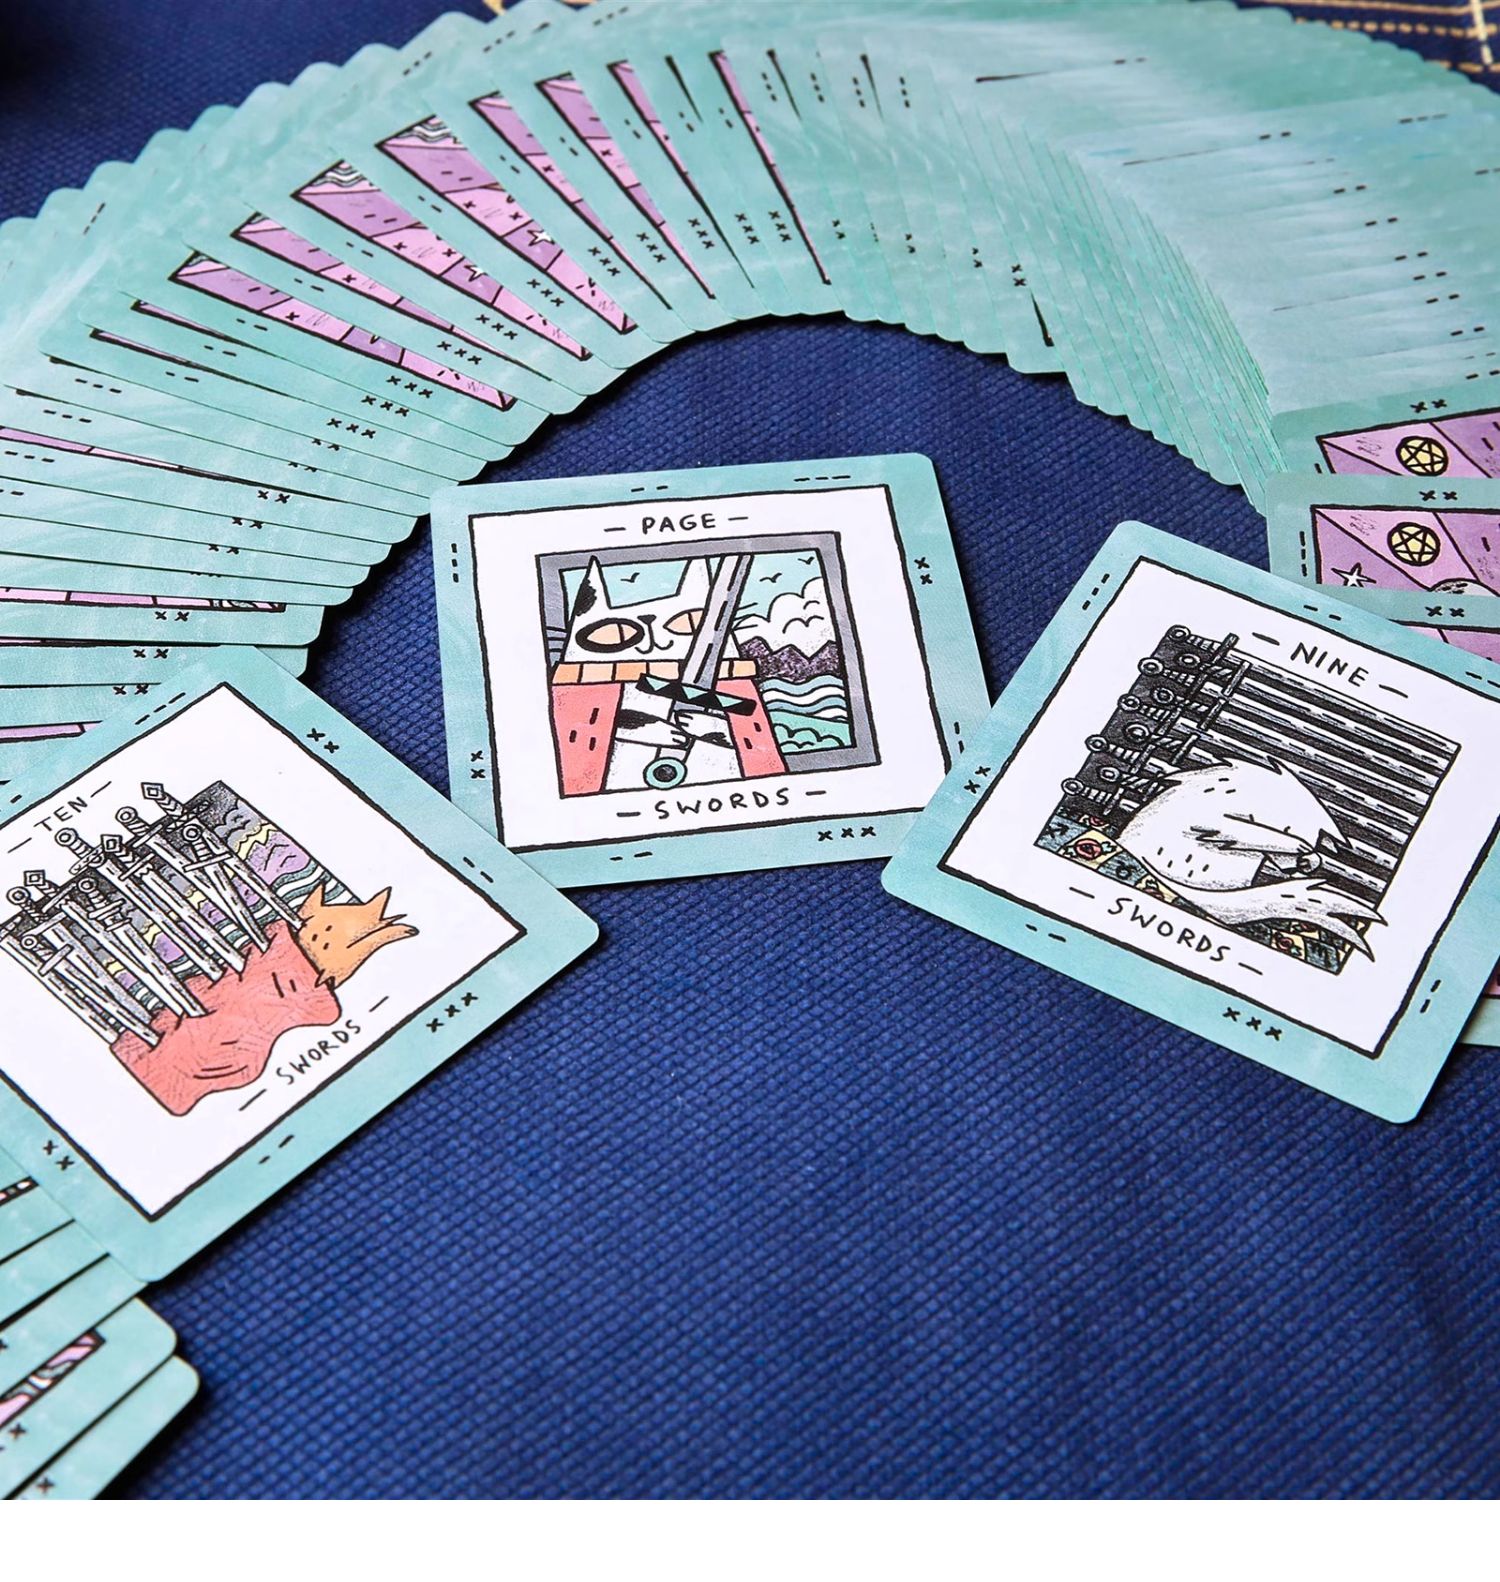 — PAGE —
— SWORDS —
— NINE —
— SWORDS —
— TEN —
— SWORDS —